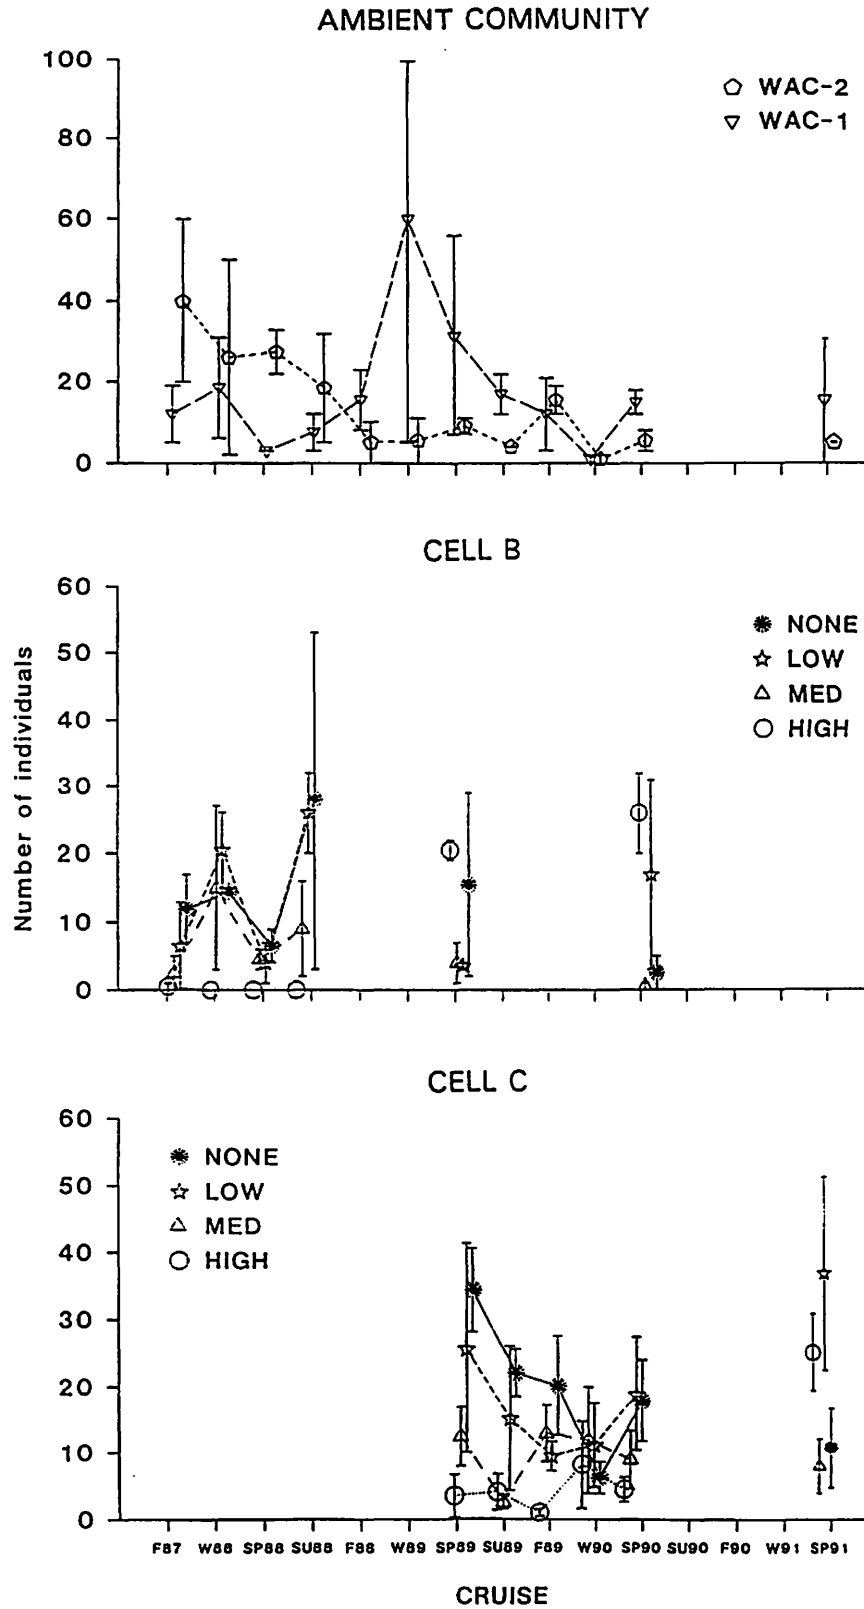 AMBIENT COMMUNITY
100
80
60
40
20
0
WAC-2
WAC-1
CELL B
60
50
40
30
20
10
0
NONE
LOW
MED
HIGH
Number of individuals
CELL C
60
50
40
30
20
10
0
NONE
LOW
MED
HIGH
F87 W88 SP88 SU88 F88 W89 SP89 SU89 F89 W90 SP90 SU90 F90 W91 SP91
CRUISE